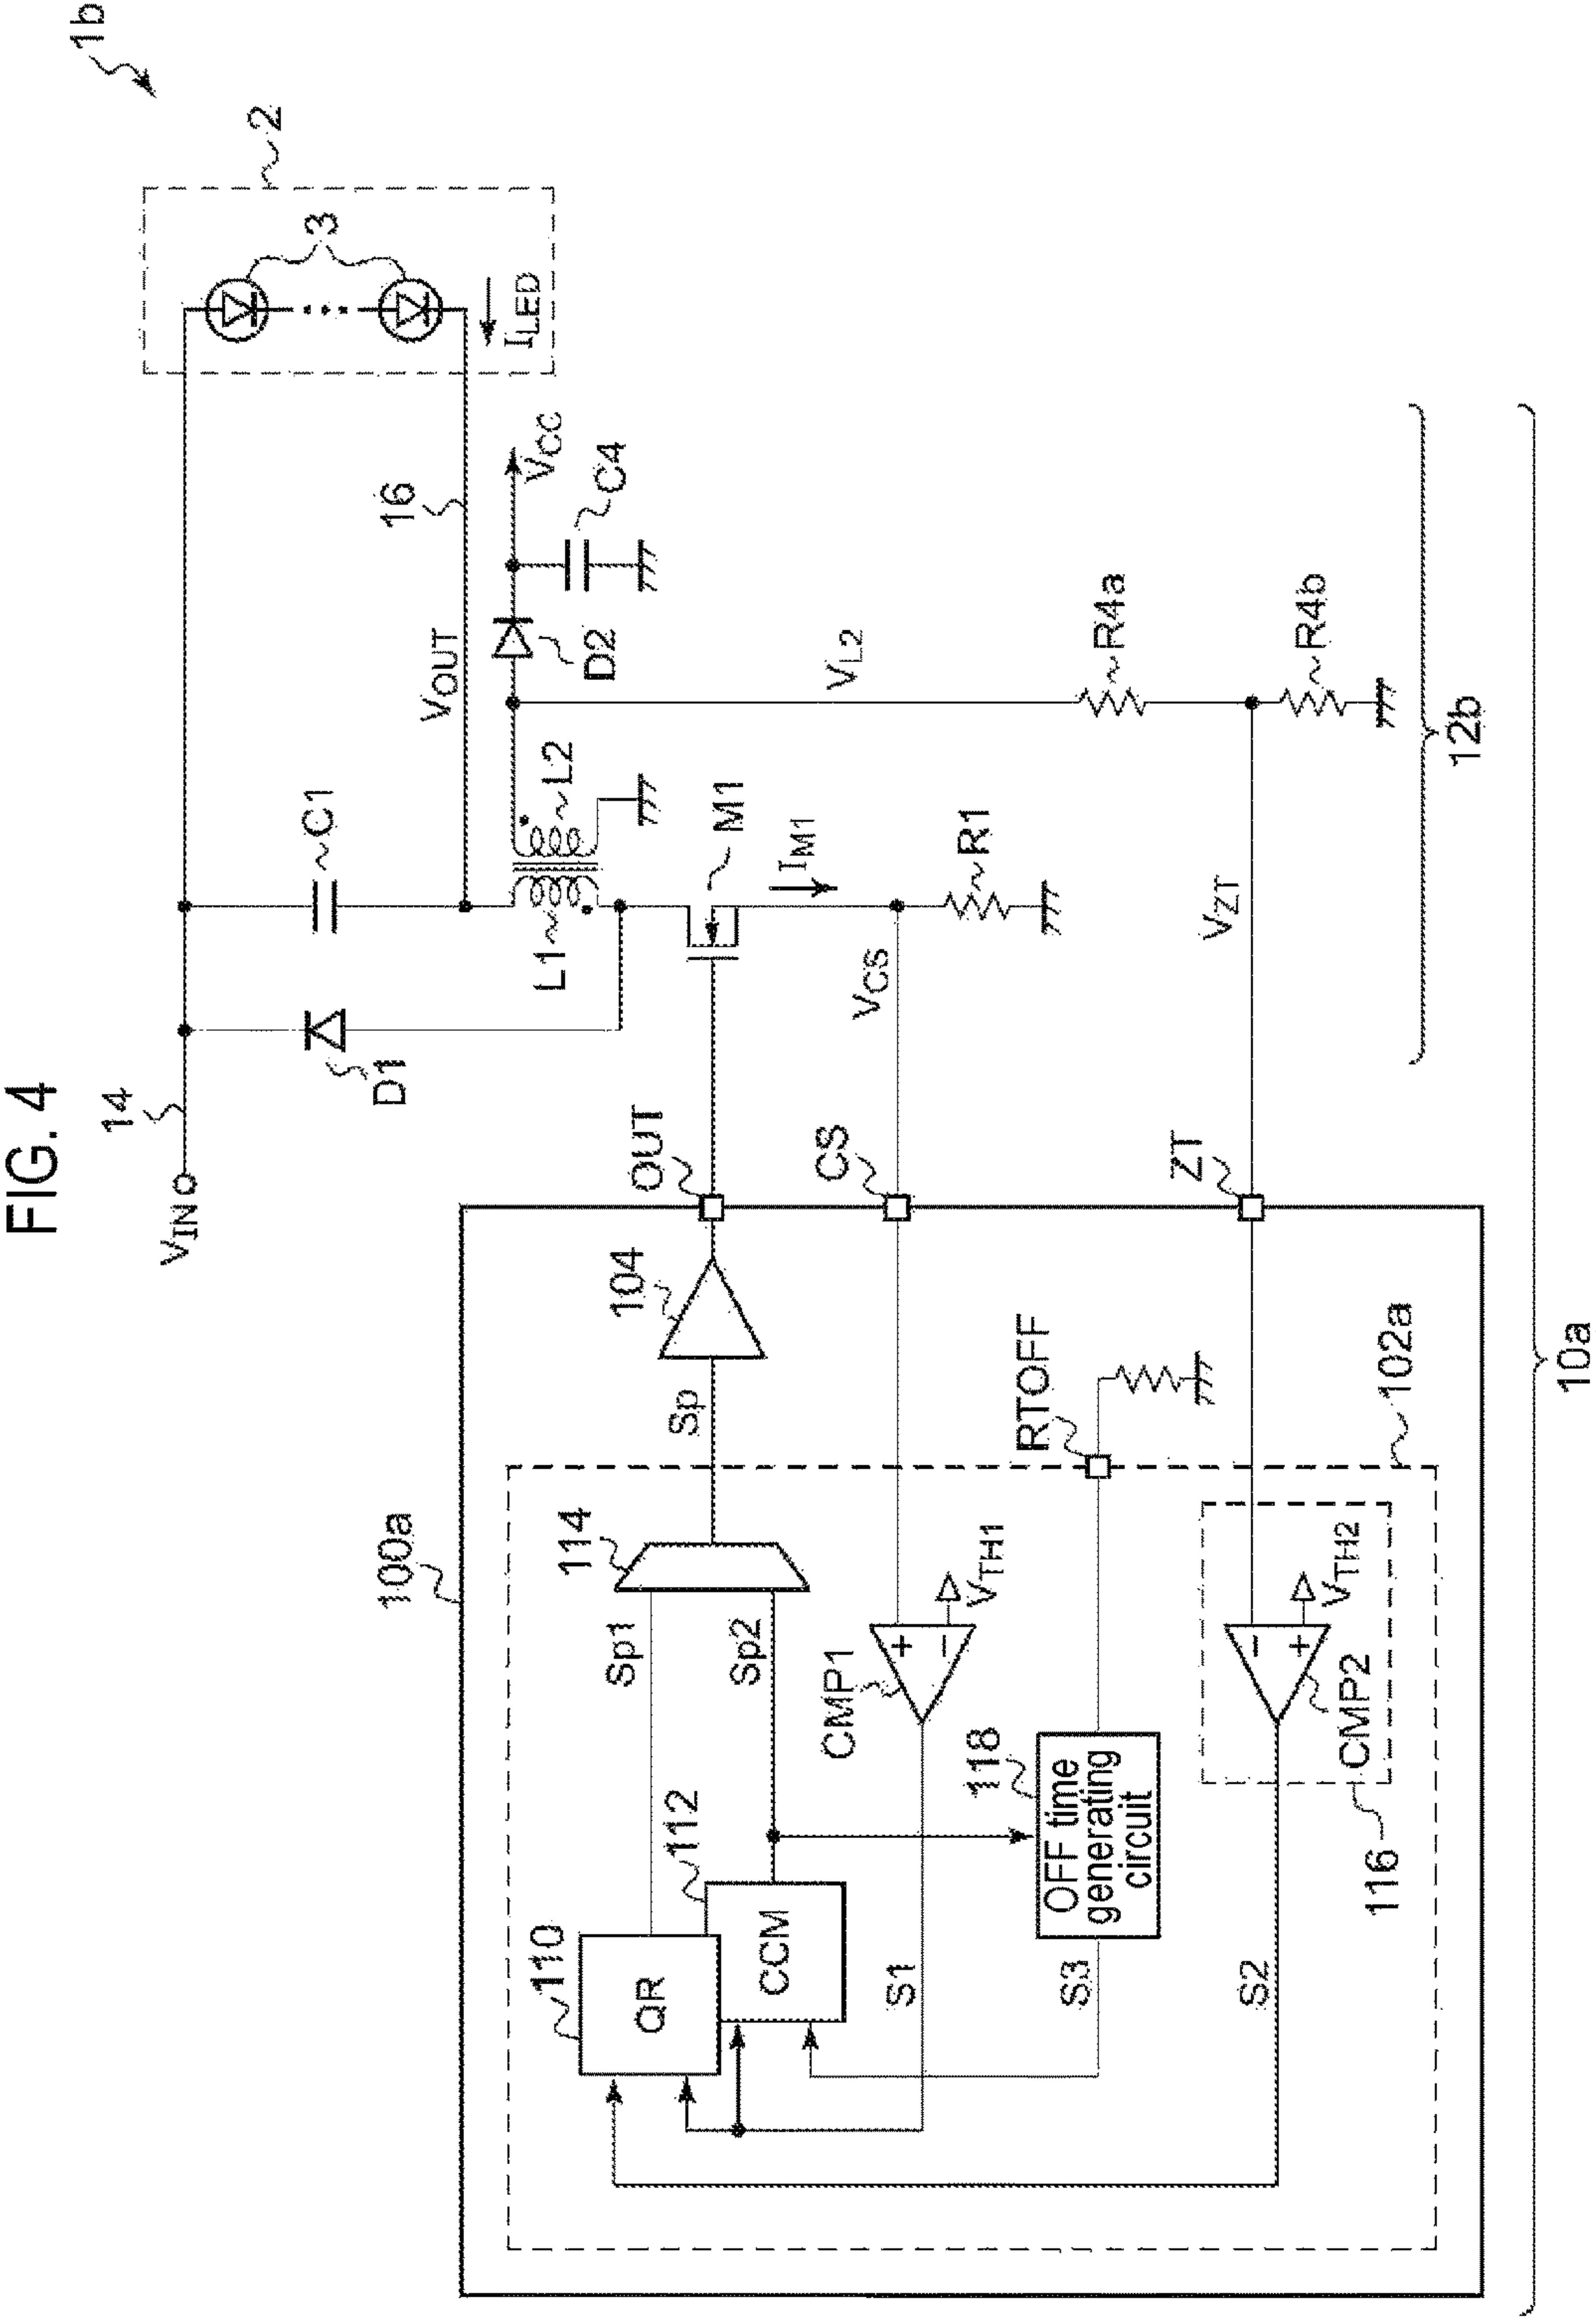 FIG. 4
1b
14
VIN
D1
C1
VOUT
16
2
3
ILED
L1
L2
D2
VCC
C4
M1
IM1
VL2
R4a
R4b
R1
VCS
VZT
12b
10a
100a
OUT
CS
ZT
104
Sp
RTOFF
102a
114
Sp1
Sp2
VTH1
CMP1
VTH2
CMP2
116
118
OFF time
generating
circuit
112
CCM
110
QR
S1
S3
S2
+
−
−
+